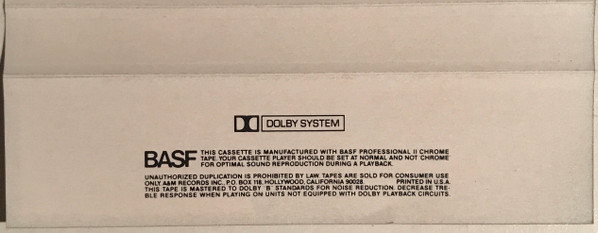 DOLBY SYSTEM
BASF THIS CASSETTE IS MANUFACTURED WITH BASF PROFESSIONAL II CHROME
TAPE. YOUR CASSETTE PLAYER SHOULD BE SET AT NORMAL AND NOT 'CHROME'
FOR OPTIMAL SOUND REPRODUCTION DURING A PLAYBACK.
UNAUTHORIZED DUPLICATION IS PROHIBITED BY LAW. TAPES ARE SOLD FOR CONSUMER USE
ONLY. A&M RECORDS INC., P.O. BOX 118, HOLLYWOOD, CALIFORNIA 90028 PRINTED IN U.S.A.
THIS TAPE IS MASTERED TO DOLBY 'B' STANDARDS FOR NOISE REDUCTION. DECREASE TRE-
BLE RESPONSE WHEN PLAYING ON UNITS NOT EQUIPPED WITH DOLBY PLAYBACK CIRCUITS.